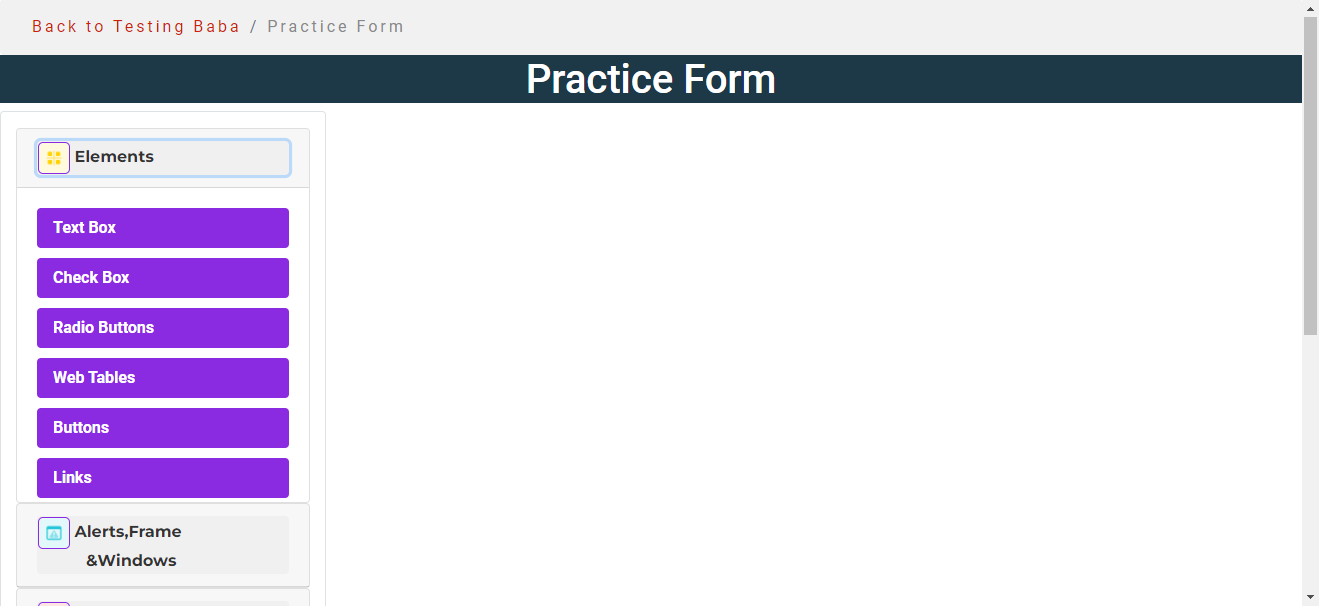 Back to Testing Baba / Practice Form
Practice Form
Elements
Text Box
Check Box
Radio Buttons
Web Tables
Buttons
Links
Alerts,Frame
&Windows